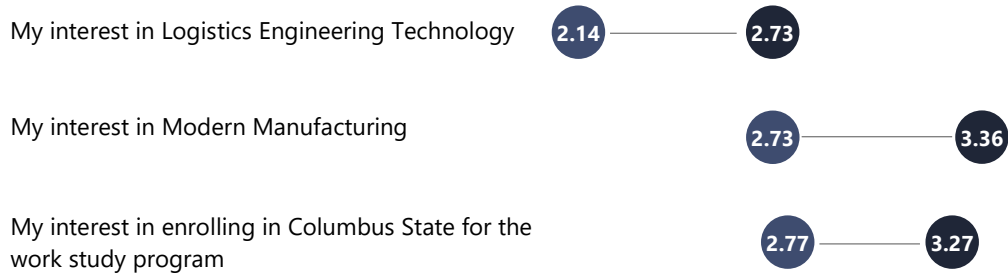 My interest in Logistics Engineering Technology 2.14 2.73
My interest in Modern Manufacturing 2.73 3.36
My interest in enrolling in Columbus State for the
work study program 2.77 3.27